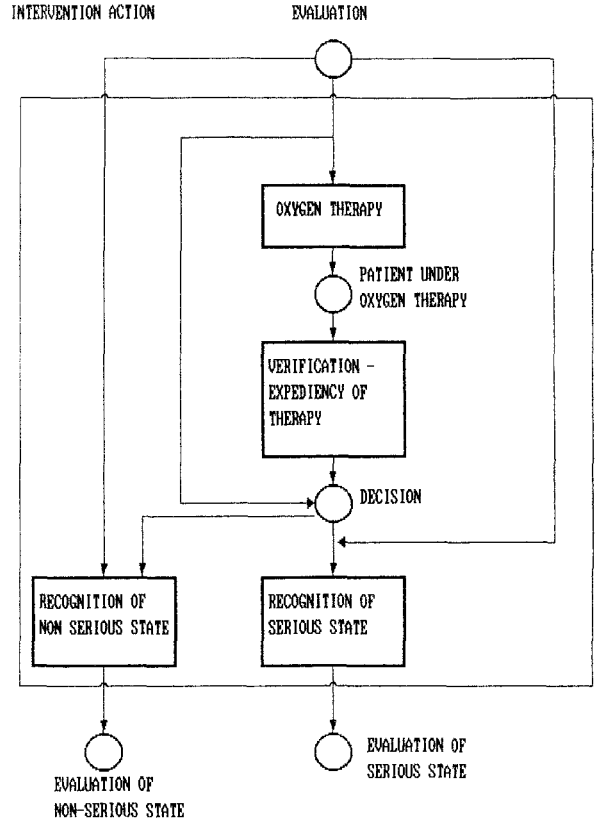 INTERVENTION ACTION
EVALUATION
OXYGEN THERAPY
PATIENT UNDER
OXYGEN THERAPY
VERIFICATION -
EXPEDIENCY OF
THERAPY
DECISION
RECOGNITION OF
NON SERIOUS STATE
RECOGNITION OF
SERIOUS STATE
EVALUATION OF
SERIOUS STATE
EVALUATION OF
NON-SERIOUS STATE